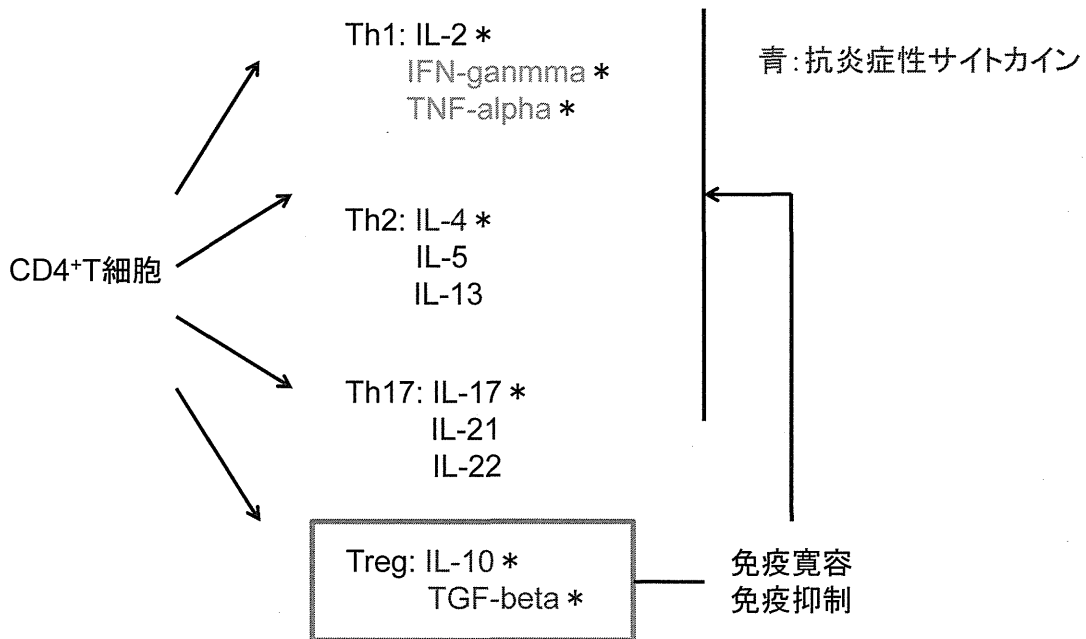 Th1: IL-2 *
IFN-ganmma *
TNF-alpha *
青:抗炎症性サイトカイン
Th2: IL-4 *
IL-5
IL-13
CD4⁺T細胞
Th17: IL-17 *
IL-21
IL-22
Treg: IL-10 *
TGF-beta *
免疫寛容
免疫抑制